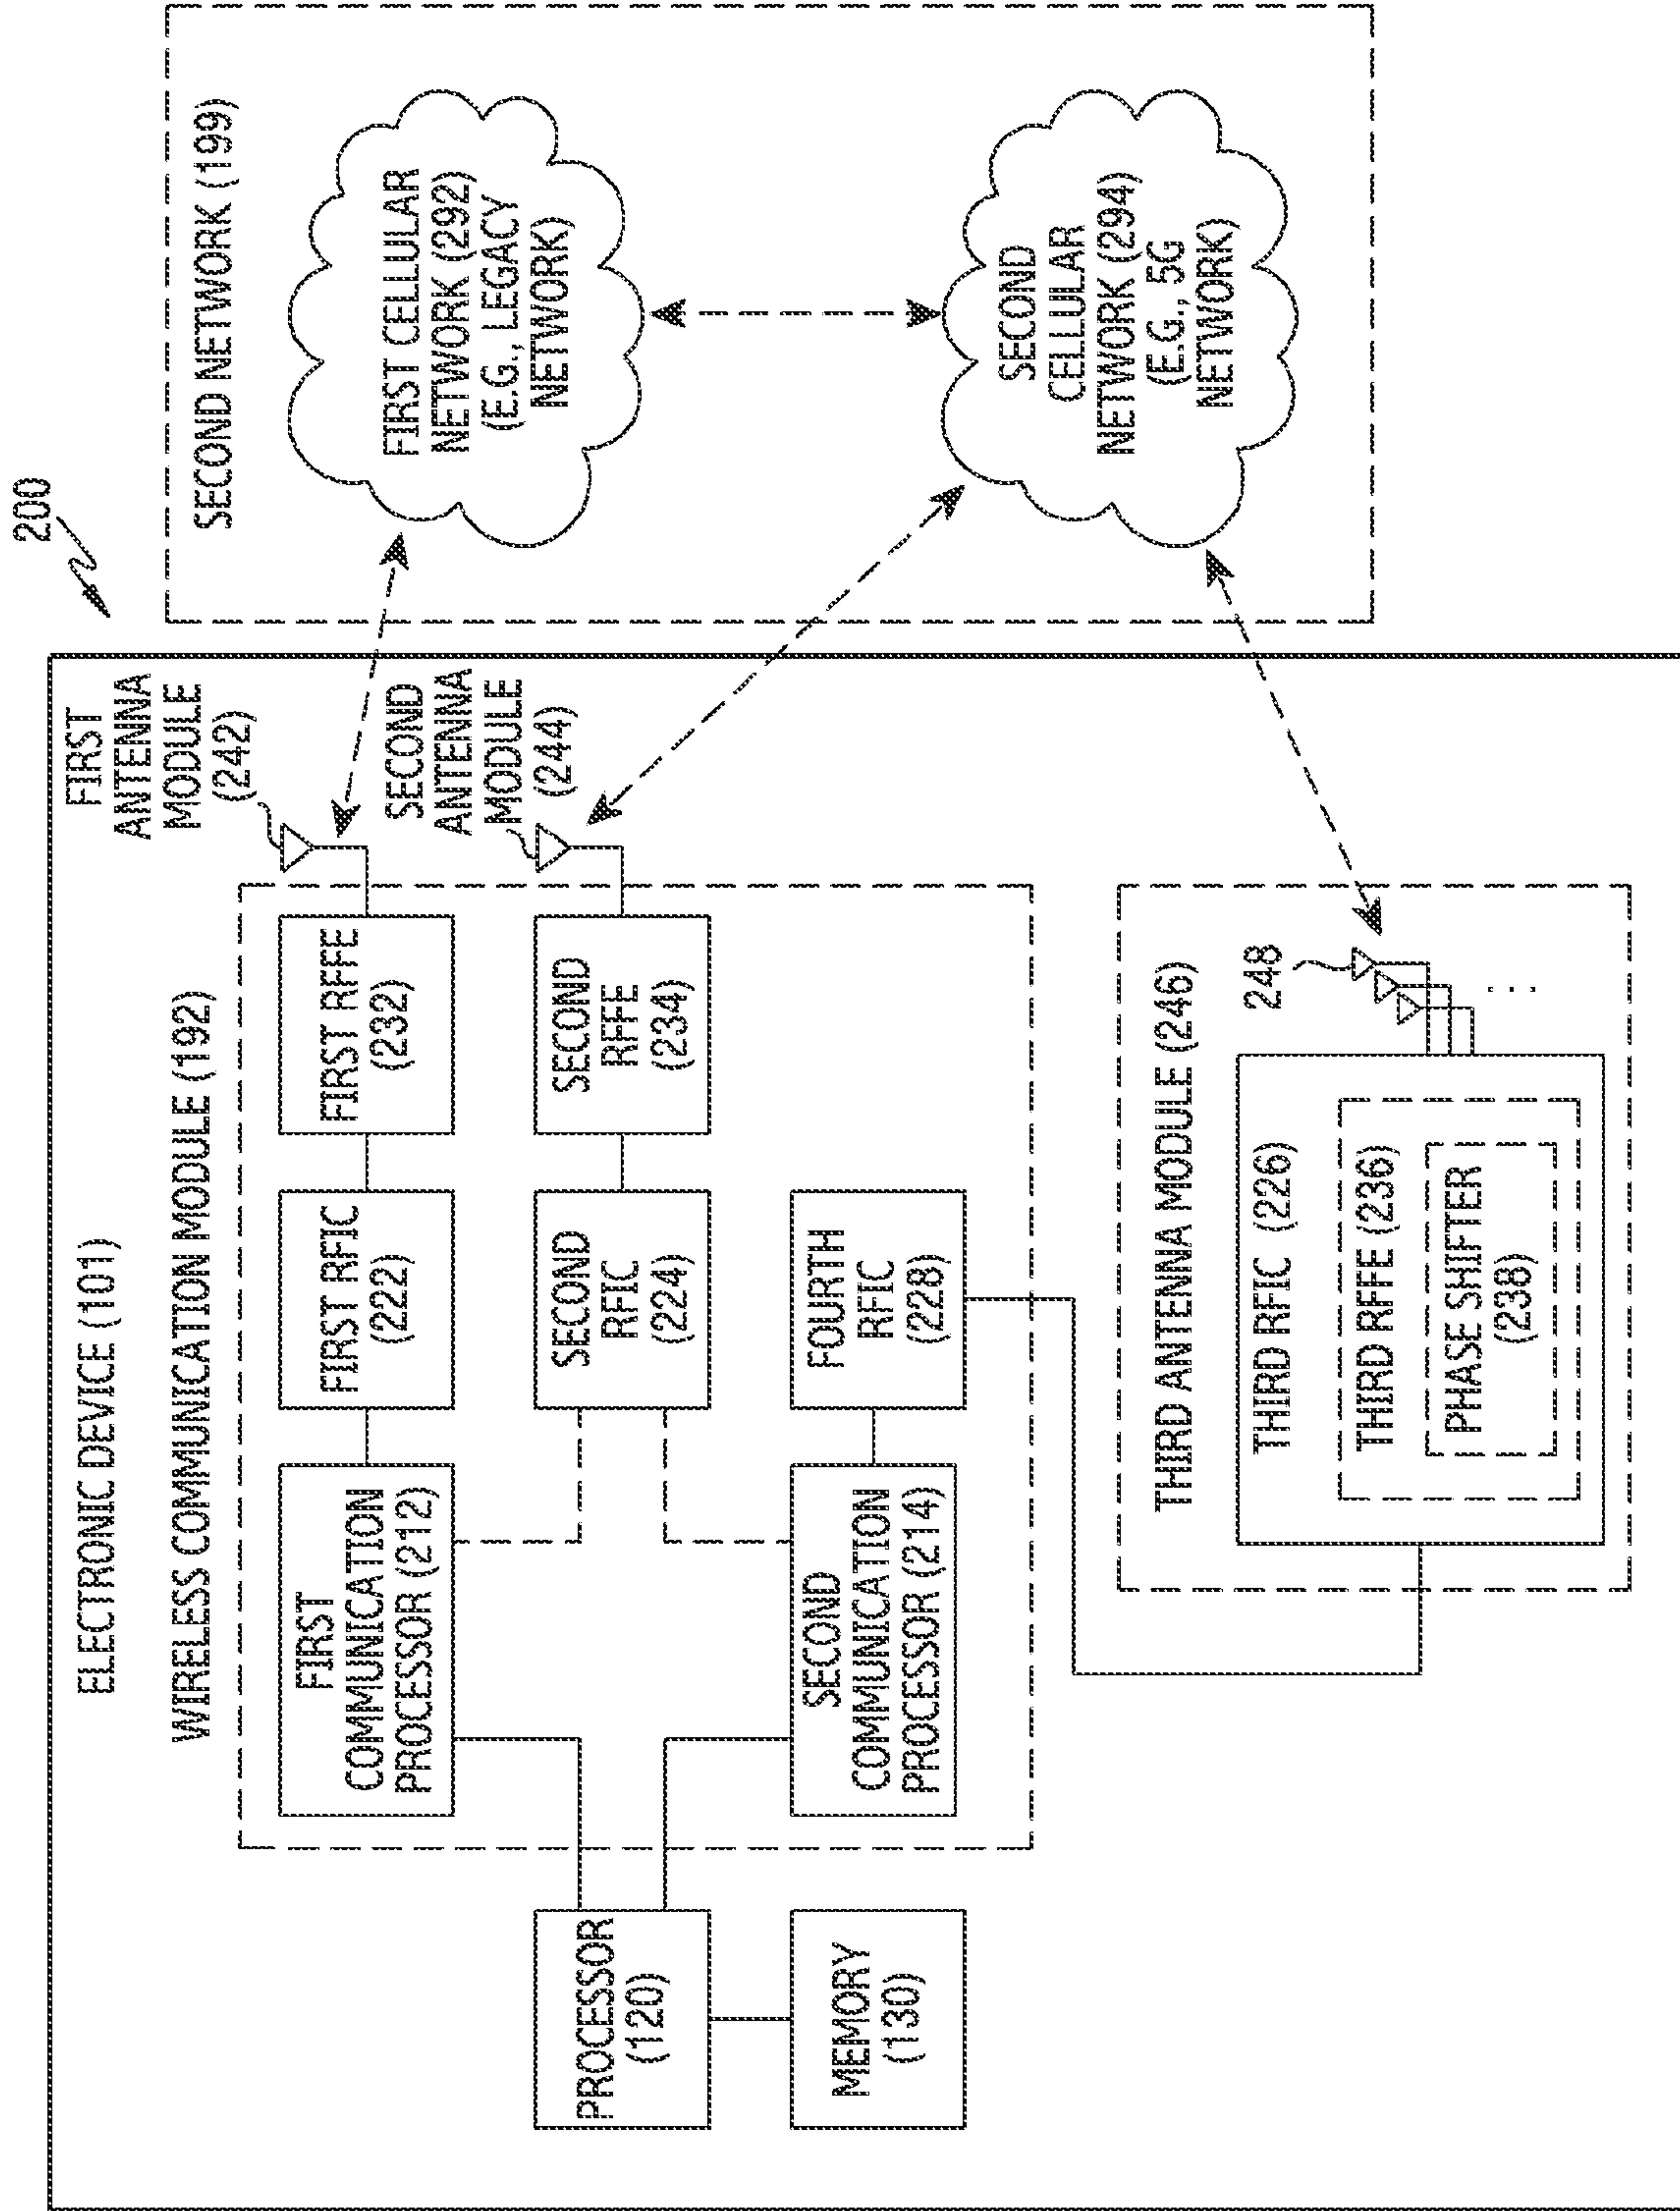 200
ELECTRONIC DEVICE (101)
WIRELESS COMMUNICATION MODULE (192)
FIRST
ANTENNA
MODULE
(242)
SECOND
ANTENNA
MODULE
(244)
PROCESSOR
(120)
MEMORY
(130)
FIRST
COMMUNICATION
PROCESSOR (212)
FIRST RFIC
(222)
FIRST RFFE
(232)
SECOND
RFIC
(224)
SECOND
RFFE
(234)
SECOND
COMMUNICATION
PROCESSOR (214)
FOURTH
RFIC
(228)
THIRD ANTENNA MODULE (246)
THIRD RFIC (226)
THIRD RFFE (236)
PHASE SHIFTER
(238)
248
...
SECOND NETWORK (199)
FIRST CELLULAR
NETWORK (292)
(E.G., LEGACY
NETWORK)
SECOND
CELLULAR
NETWORK (294)
(E.G., 5G
NETWORK)